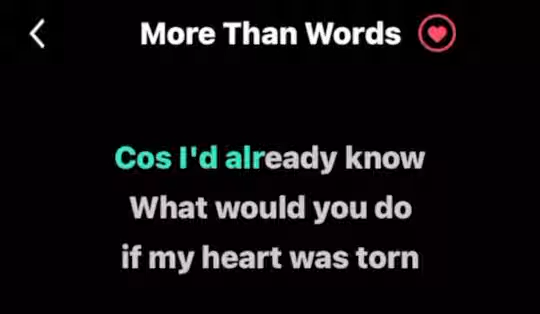 More Than Words
Cos I'd already know
What would you do
if my heart was torn